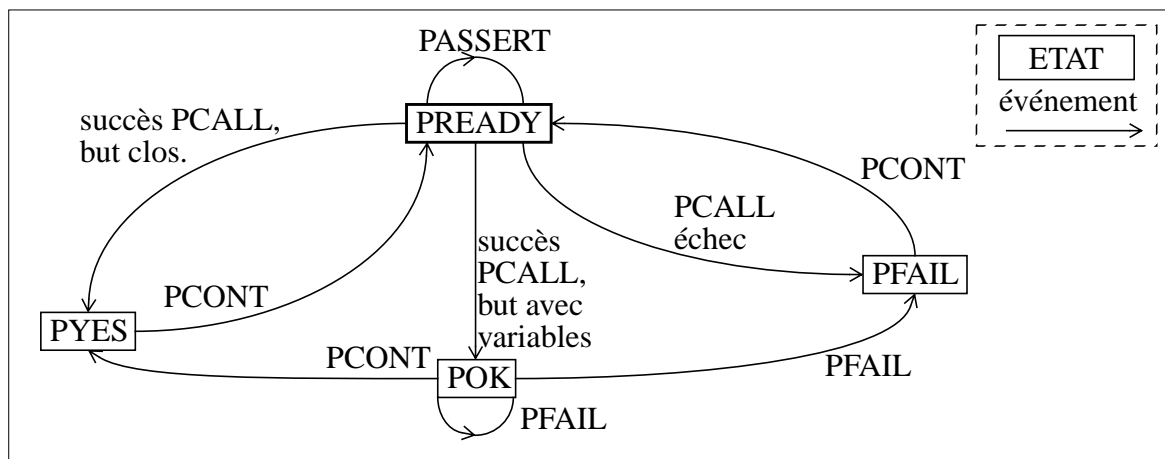 PASSERT
ETAT
événement
succès PCALL,
but clos.
PREADY
PCONT
PCALL
échec
succès
PCALL,
but avec
variables
PFAIL
PCONT
PYES
PCONT
POK
PFAIL
PFAIL